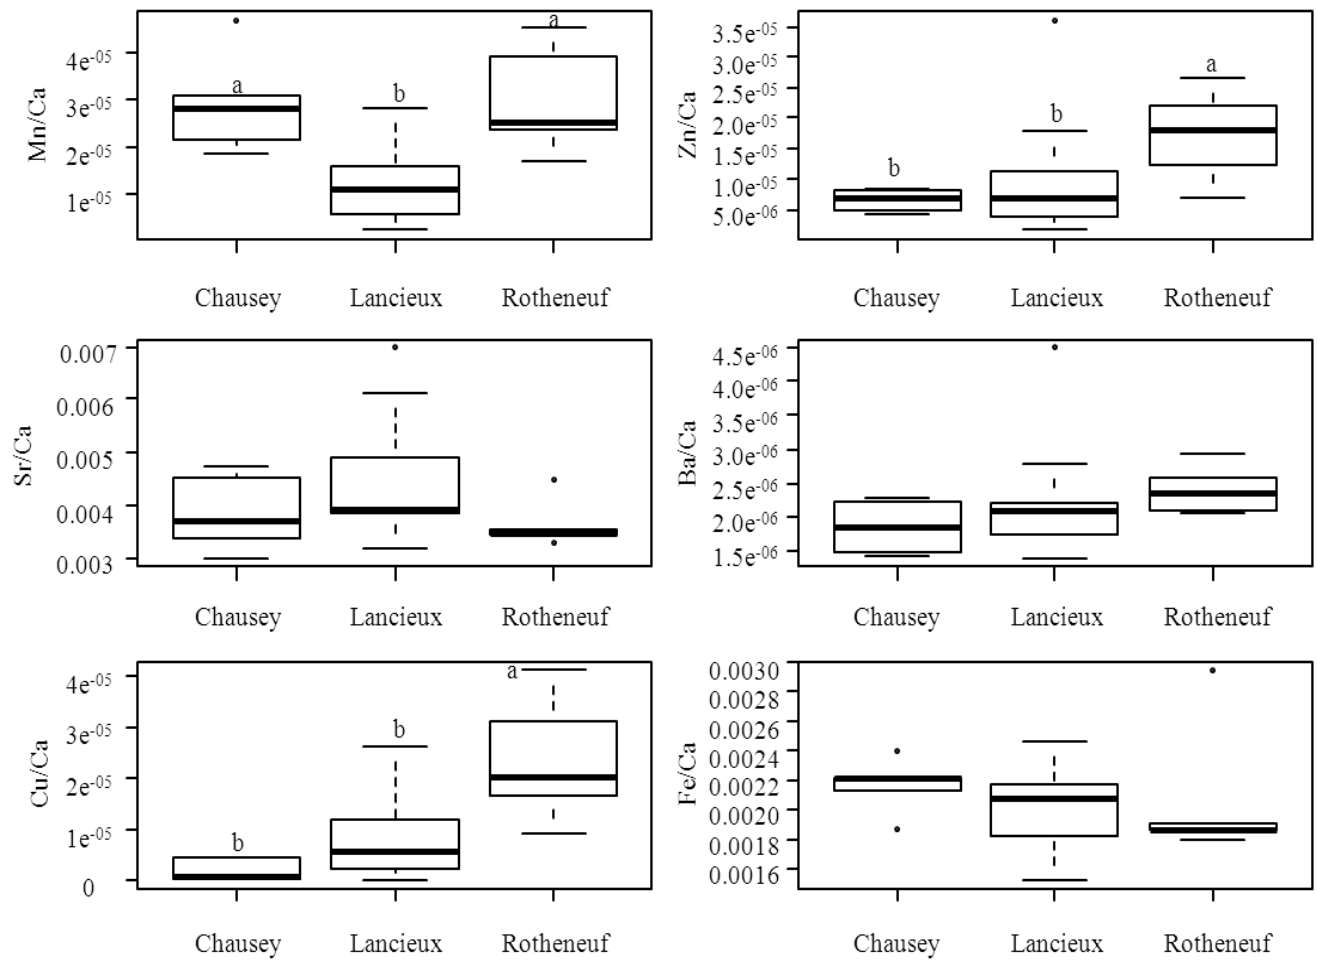 Mn/Ca
4e-05
3e-05
2e-05
1e-05
a
b
a
Chausey Lancieux Rotheneuf
Zn/Ca
3.5e-05
3.0e-05
2.5e-05
2.0e-05
1.5e-05
1.0e-05
5.0e-06
b
b
a
Chausey Lancieux Rotheneuf
Sr/Ca
0.007
0.006
0.005
0.004
0.003
Chausey Lancieux Rotheneuf
Ba/Ca
4.5e-06
4.0e-06
3.5e-06
3.0e-06
2.5e-06
2.0e-06
1.5e-06
Chausey Lancieux Rotheneuf
Cu/Ca
4e-05
3e-05
2e-05
1e-05
0
b
b
a
Chausey Lancieux Rotheneuf
Fe/Ca
0.0030
0.0028
0.0026
0.0024
0.0022
0.0020
0.0018
0.0016
Chausey Lancieux Rotheneuf